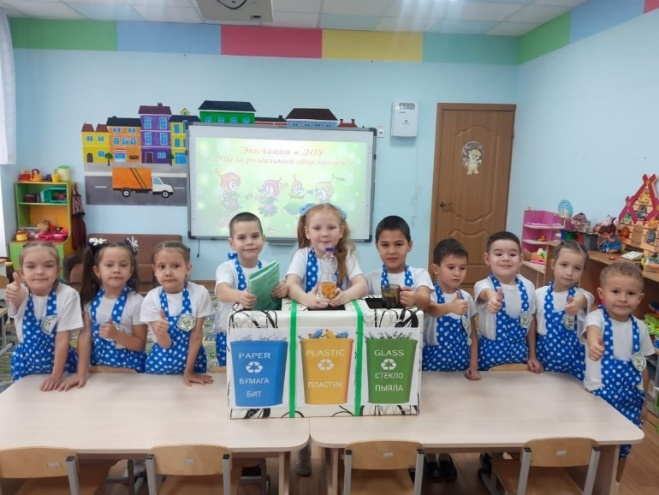 ЭкоАкция в ДОУ
"Мы за раздельный сбор мусора"
PAPER
БУМАГА
БИТ
PLASTIC
ПЛАСТИК
GLASS
СТЕКЛО
ПЫЯЛА